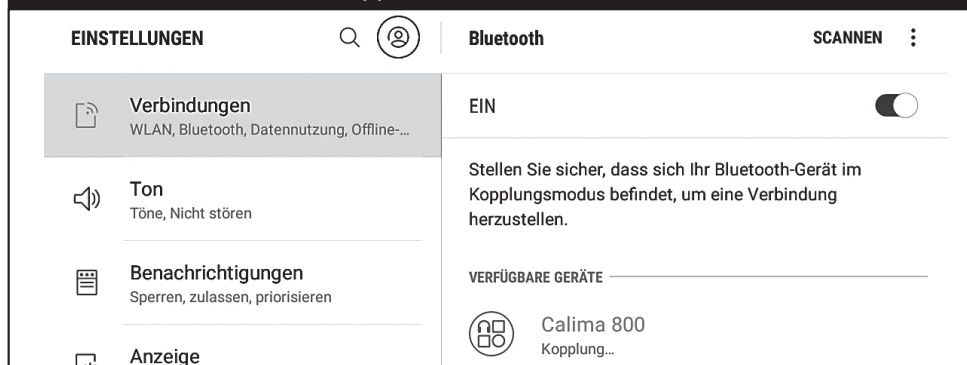 EINSTELLUNGEN
Verbindungen
WLAN, Bluetooth, Datennutzung, Offline-...
Ton
Töne, Nicht stören
Benachrichtigungen
Sperren, zulassen, priorisieren
Anzeige
Bluetooth
SCANNEN
EIN
Stellen Sie sicher, dass sich Ihr Bluetooth-Gerät im
Kopplungsmodus befindet, um eine Verbindung
herzustellen.
VERFÜGBARE GERÄTE
Calima 800
Kopplung...